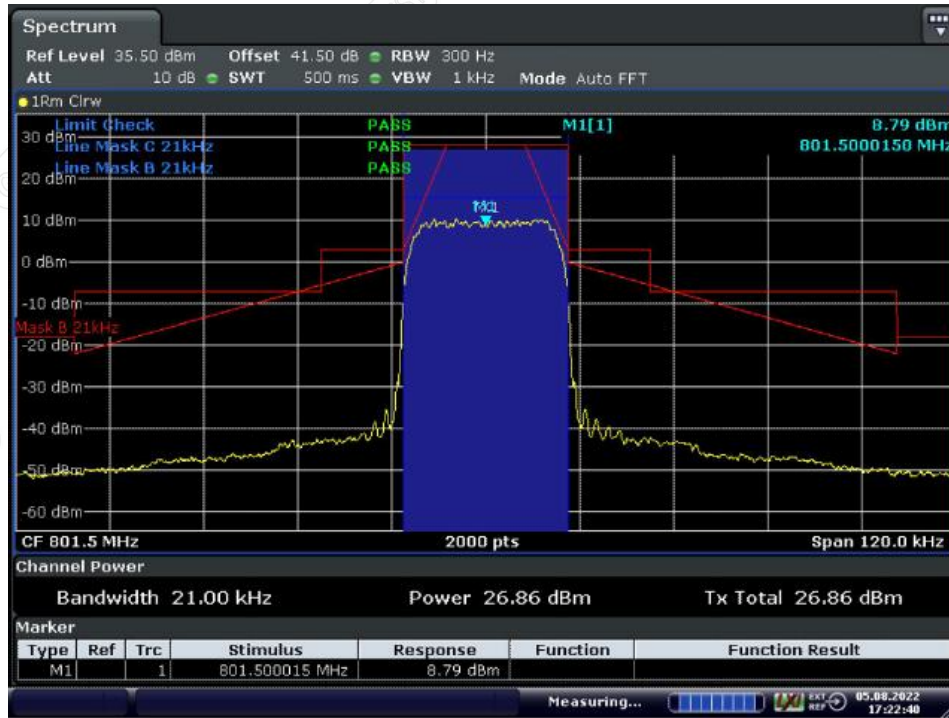 Spectrum
Ref Level 35.50 dBm Offset 41.50 dB RBW 300 Hz
Att 10 dB SWT 500 ms VBW 1 kHz Mode Auto FFT
1Rm Clrw
Limit Check PASS M1[1] 8.79 dBm
30 dBm
Line Mask C 21kHz PASS 801.5000150 MHz
Line Mask B 21kHz PASS
20 dBm
M1
10 dBm
0 dBm
-10 dBm
Mask B 21kHz
-20 dBm
-30 dBm
-40 dBm
-50 dBm
-60 dBm
CF 801.5 MHz 2000 pts Span 120.0 kHz
Channel Power
Bandwidth 21.00 kHz Power 26.86 dBm Tx Total 26.86 dBm
Marker
Type Ref Trc Stimulus Response Function Function Result
M1 1 801.500015 MHz 8.79 dBm
Measuring... LXI EXT REF 05.08.2022
17:22:40